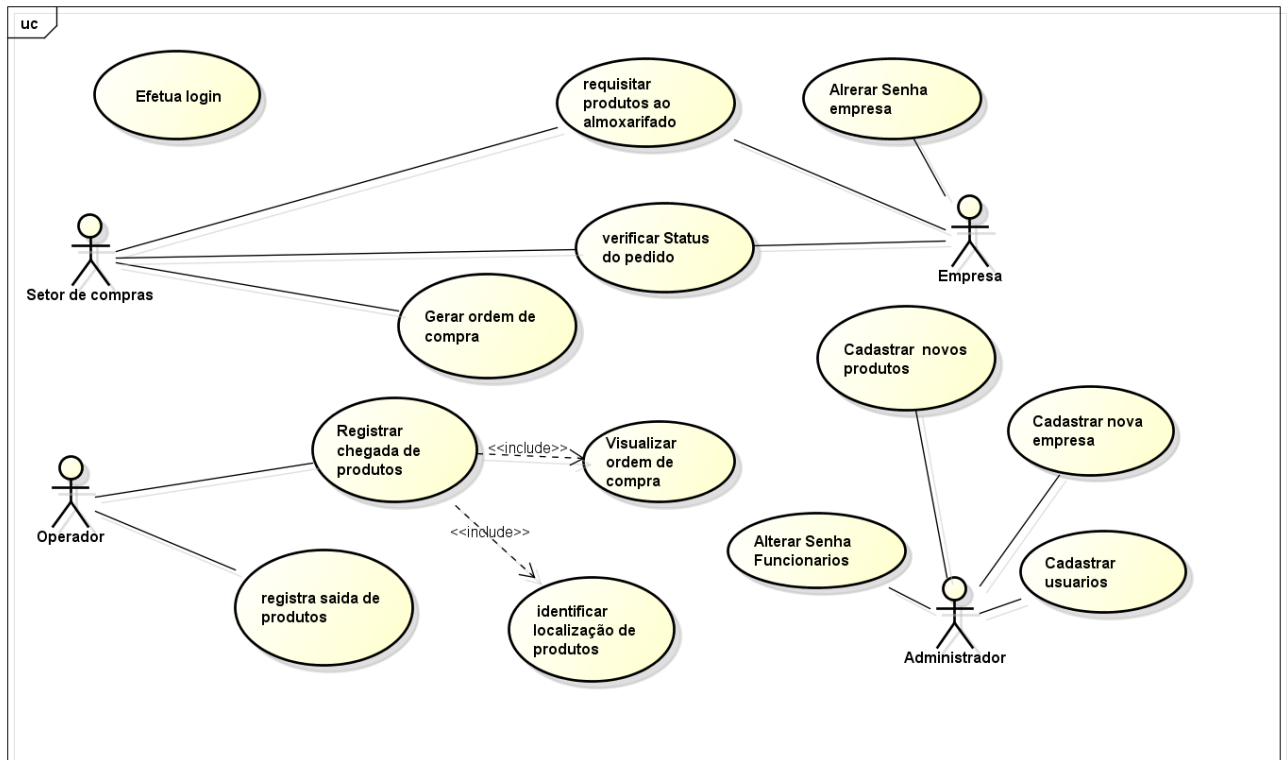 uc
Efetua login
requisitar
produtos ao
almoxarifado
Alrerar Senha
empresa
Setor de compras
verificar Status
do pedido
Empresa
Gerar ordem de
compra
Cadastrar novos
produtos
Cadastrar nova
empresa
Registrar
chegada de
produtos
<<include>>
Visualizar
ordem de
compra
Operador
<<include>>
Alterar Senha
Funcionarios
Cadastrar
usuarios
registra saida de
produtos
identificar
localização de
produtos
Administrador